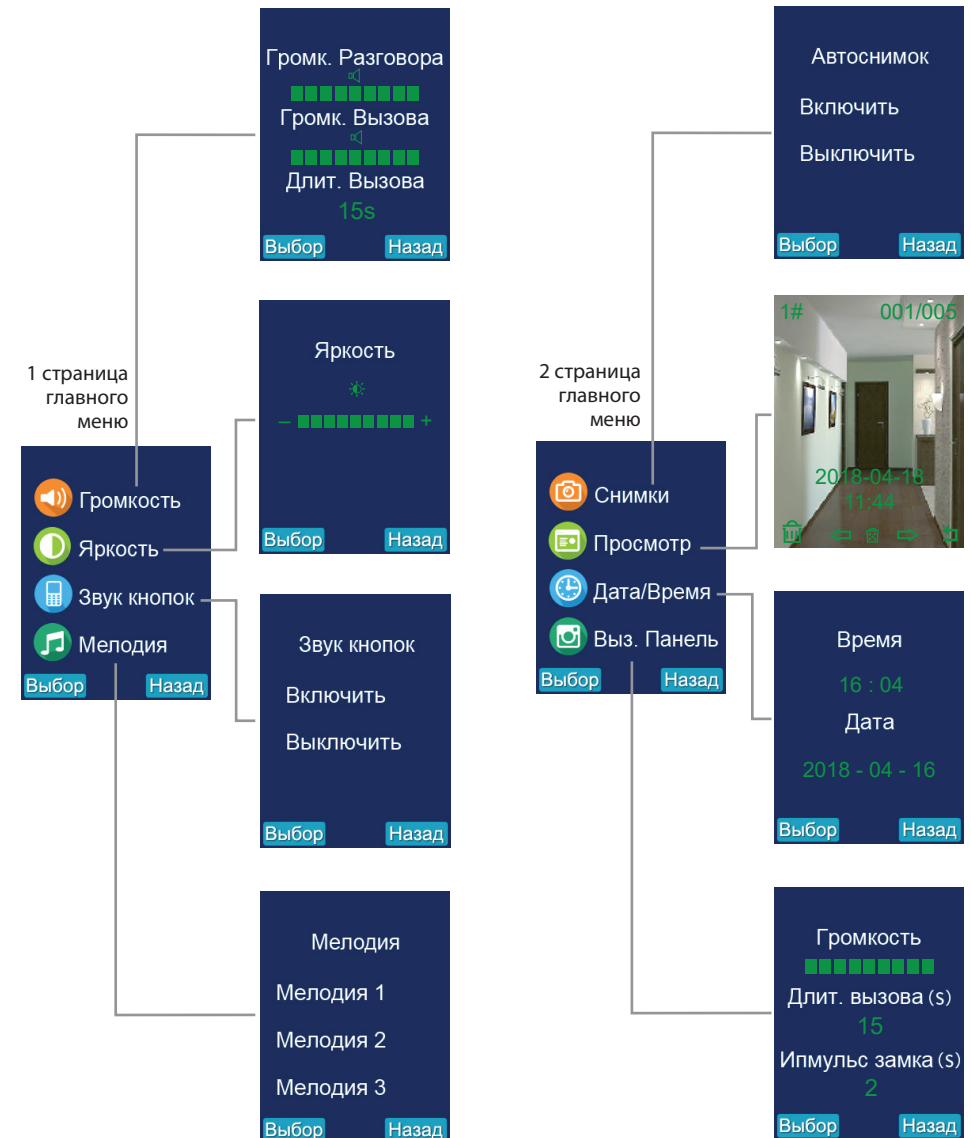 Громк. Разговора
Громк. Вызова
Длит. Вызова
15s
Выбор Назад
Яркость
– +
Выбор Назад
1 страница
главного
меню
Громкость
Яркость
Звук кнопок
Мелодия
Выбор Назад
Звук кнопок
Включить
Выключить
Выбор Назад
Мелодия
Мелодия 1
Мелодия 2
Мелодия 3
Выбор Назад
Автоснимок
Включить
Выключить
Выбор Назад
1# 001/005
2018-04-18
11:44
2 страница
главного
меню
Снимки
Просмотр
Дата/Время
Выз. Панель
Выбор Назад
Время
16 : 04
Дата
2018 - 04 - 16
Выбор Назад
Громкость
Длит. вызова (s)
15
Ипмульс замка (s)
2
Выбор Назад